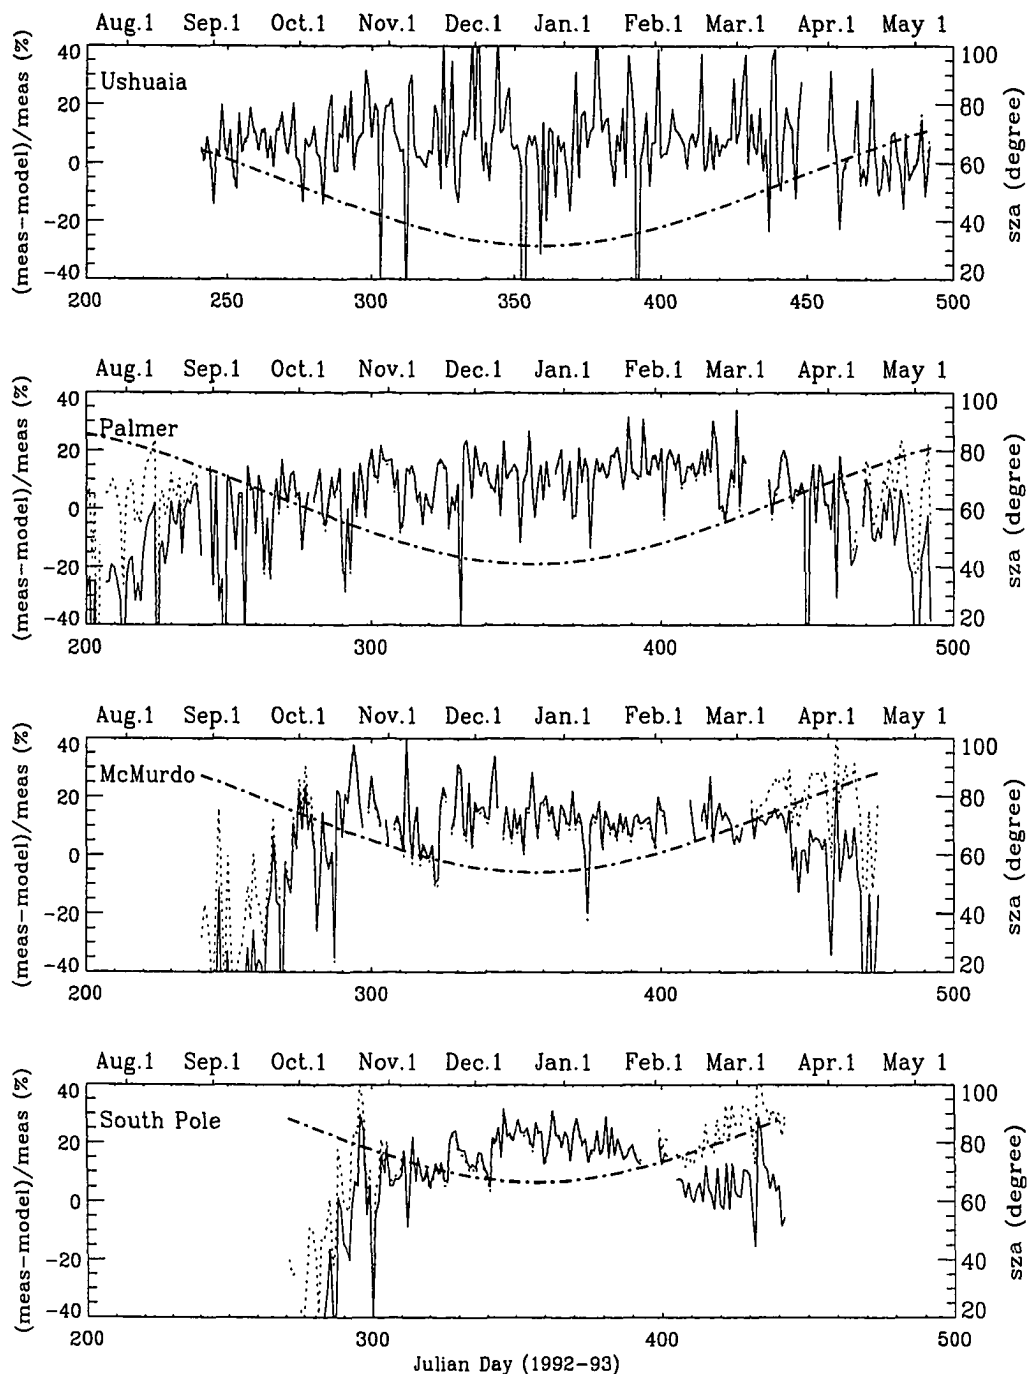 Aug.1 Sep.1 Oct.1 Nov.1 Dec.1 Jan.1 Feb.1 Mar.1 Apr.1 May 1
(meas-model)/meas (%)
40
20
0
-20
-40
Ushuaia
100
80
60
40
20
sza (degree)
200 250 300 350 400 450 500
Aug.1 Sep.1 Oct.1 Nov.1 Dec.1 Jan.1 Feb.1 Mar.1 Apr.1 May 1
(meas-model)/meas (%)
40
20
0
-20
-40
Palmer
100
80
60
40
20
sza (degree)
200 300 400 500
Aug.1 Sep.1 Oct.1 Nov.1 Dec.1 Jan.1 Feb.1 Mar.1 Apr.1 May 1
(meas-model)/meas (%)
40
20
0
-20
-40
McMurdo
100
80
60
40
20
sza (degree)
200 300 400 500
Aug.1 Sep.1 Oct.1 Nov.1 Dec.1 Jan.1 Feb.1 Mar.1 Apr.1 May 1
(meas-model)/meas (%)
40
20
0
-20
-40
South Pole
100
80
60
40
20
sza (degree)
200 300 400 500
Julian Day (1992-93)